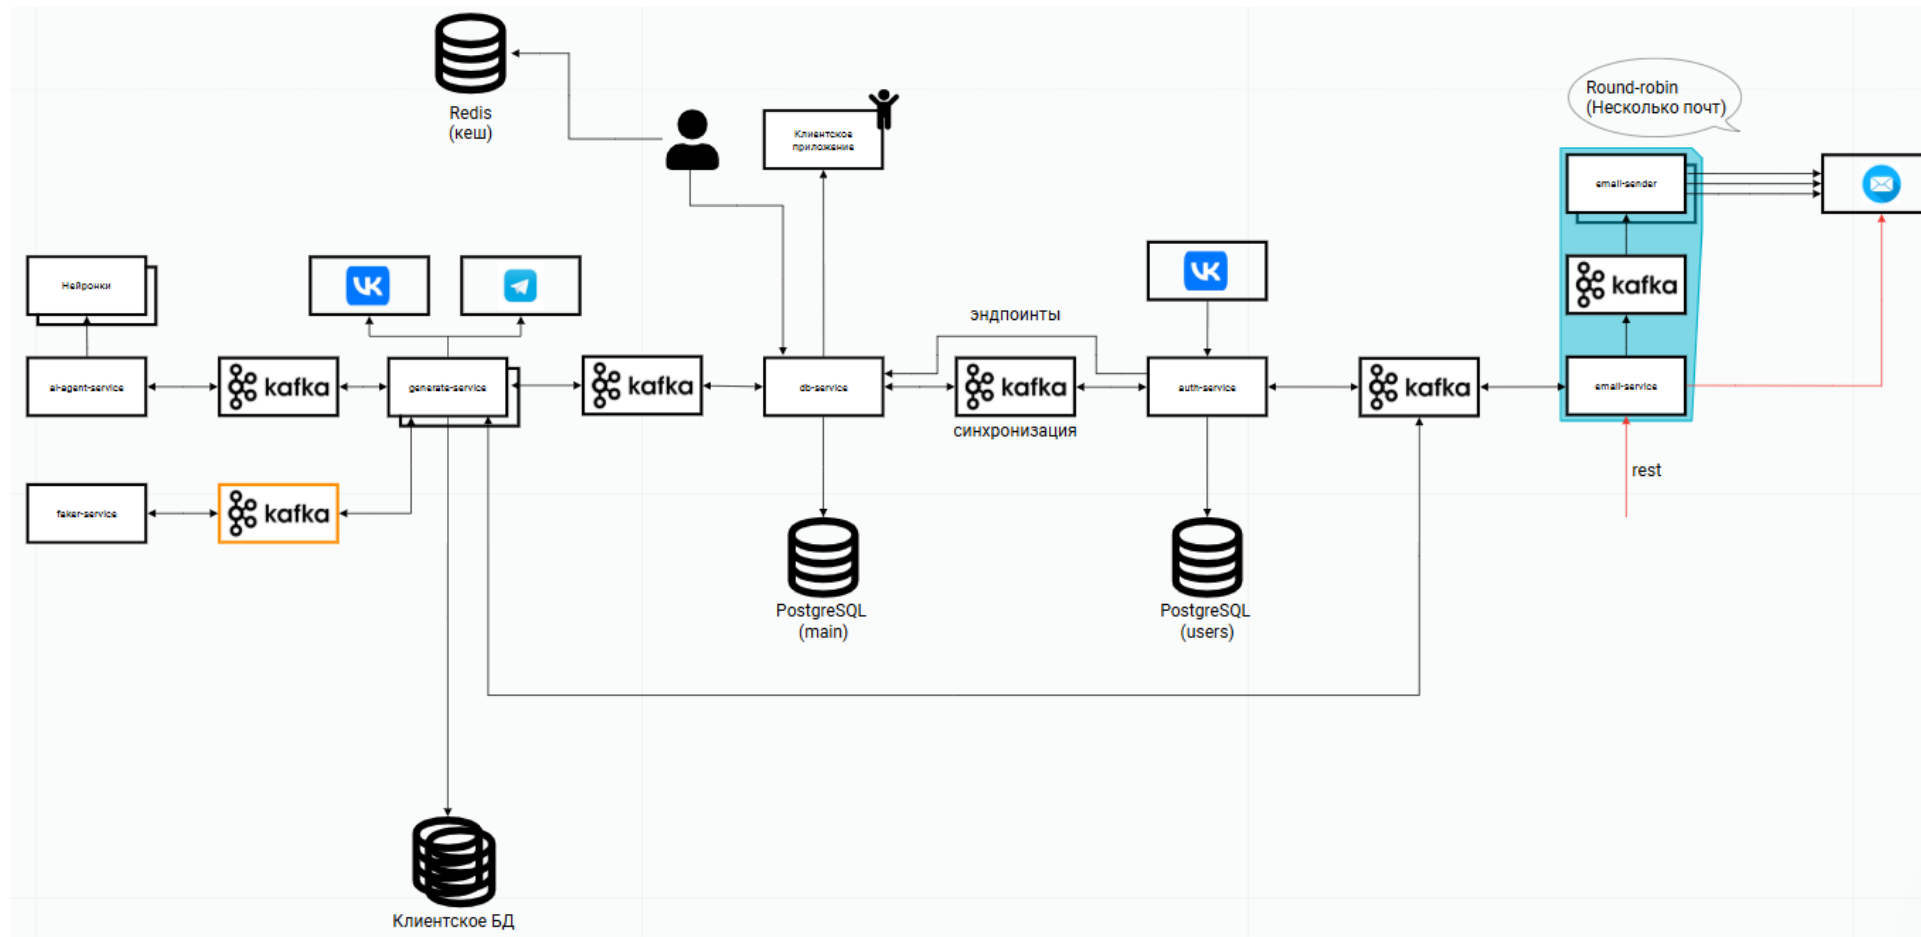 Redis
(кеш)
Клиентское
приложение
Round-robin
(Несколько почт)
email-sender
Нейронки
kafka
эндпоинты
ai-agent-service
kafka
generate-service
kafka
db-service
kafka
auth-service
kafka
email-service
синхронизация
rest
faker-service
kafka
PostgreSQL
(main)
PostgreSQL
(users)
Клиентское БД